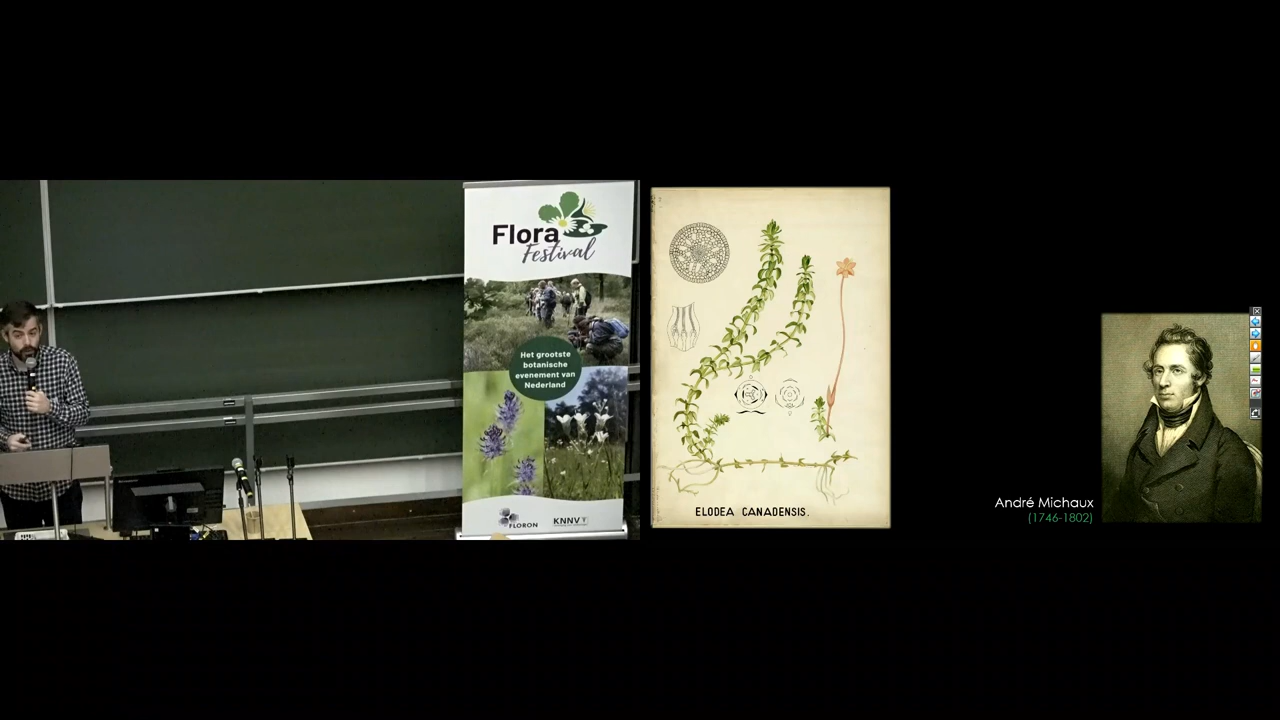 Flora
Festival
Het grootste
botanische
evenement van
Nederland
FLORON
KNNV
ELODEA CANADENSIS.
André Michaux
(1746-1802)